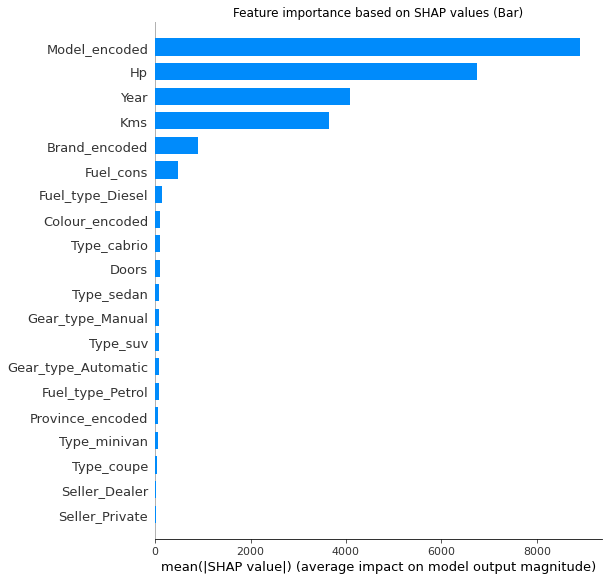 Feature importance based on SHAP values (Bar)
Model_encoded
Hp
Year
Kms
Brand_encoded
Fuel_cons
Fuel_type_Diesel
Colour_encoded
Type_cabrio
Doors
Type_sedan
Gear_type_Manual
Type_suv
Gear_type_Automatic
Fuel_type_Petrol
Province_encoded
Type_minivan
Type_coupe
Seller_Dealer
Seller_Private
0 2000 4000 6000 8000
mean(|SHAP value|) (average impact on model output magnitude)